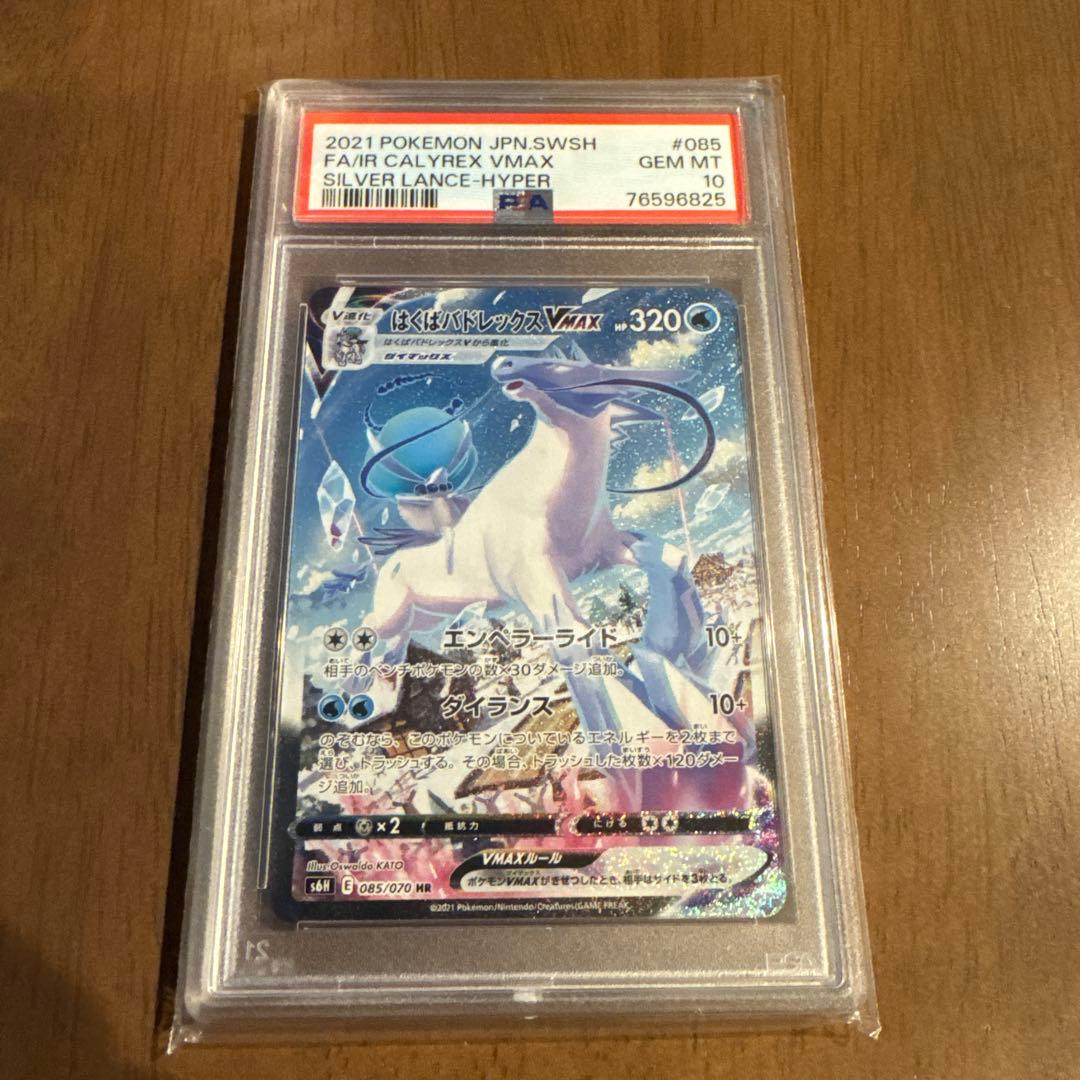 2021 POKEMON JPN.SWSH #085
FA/IR CALYREX VMAX GEM MT
SILVER LANCE-HYPER 10
PSA 76596825
V進化
はくばバドレックスVMAX HP320
はくばバドレックスVから進化
ダイマックス
エンペラーライド 10+
相手のベンチポケモンの数×30ダメージ追加。
ダイランス 10+
のぞむなら、このポケモンについているエネルギーを2枚まで
選び、トラッシュする。その場合、トラッシュした枚数×120ダメー
ジ追加。
弱点 ×2 抵抗力 にげる
Illus.Oswaldo KATO
VMAXルール
ポケモンVMAXがきぜつしたとき、相手はサイドを3枚とる。
s6H E 085/070 HR
©2021 Pokémon/Nintendo/Creatures/GAME FREAK